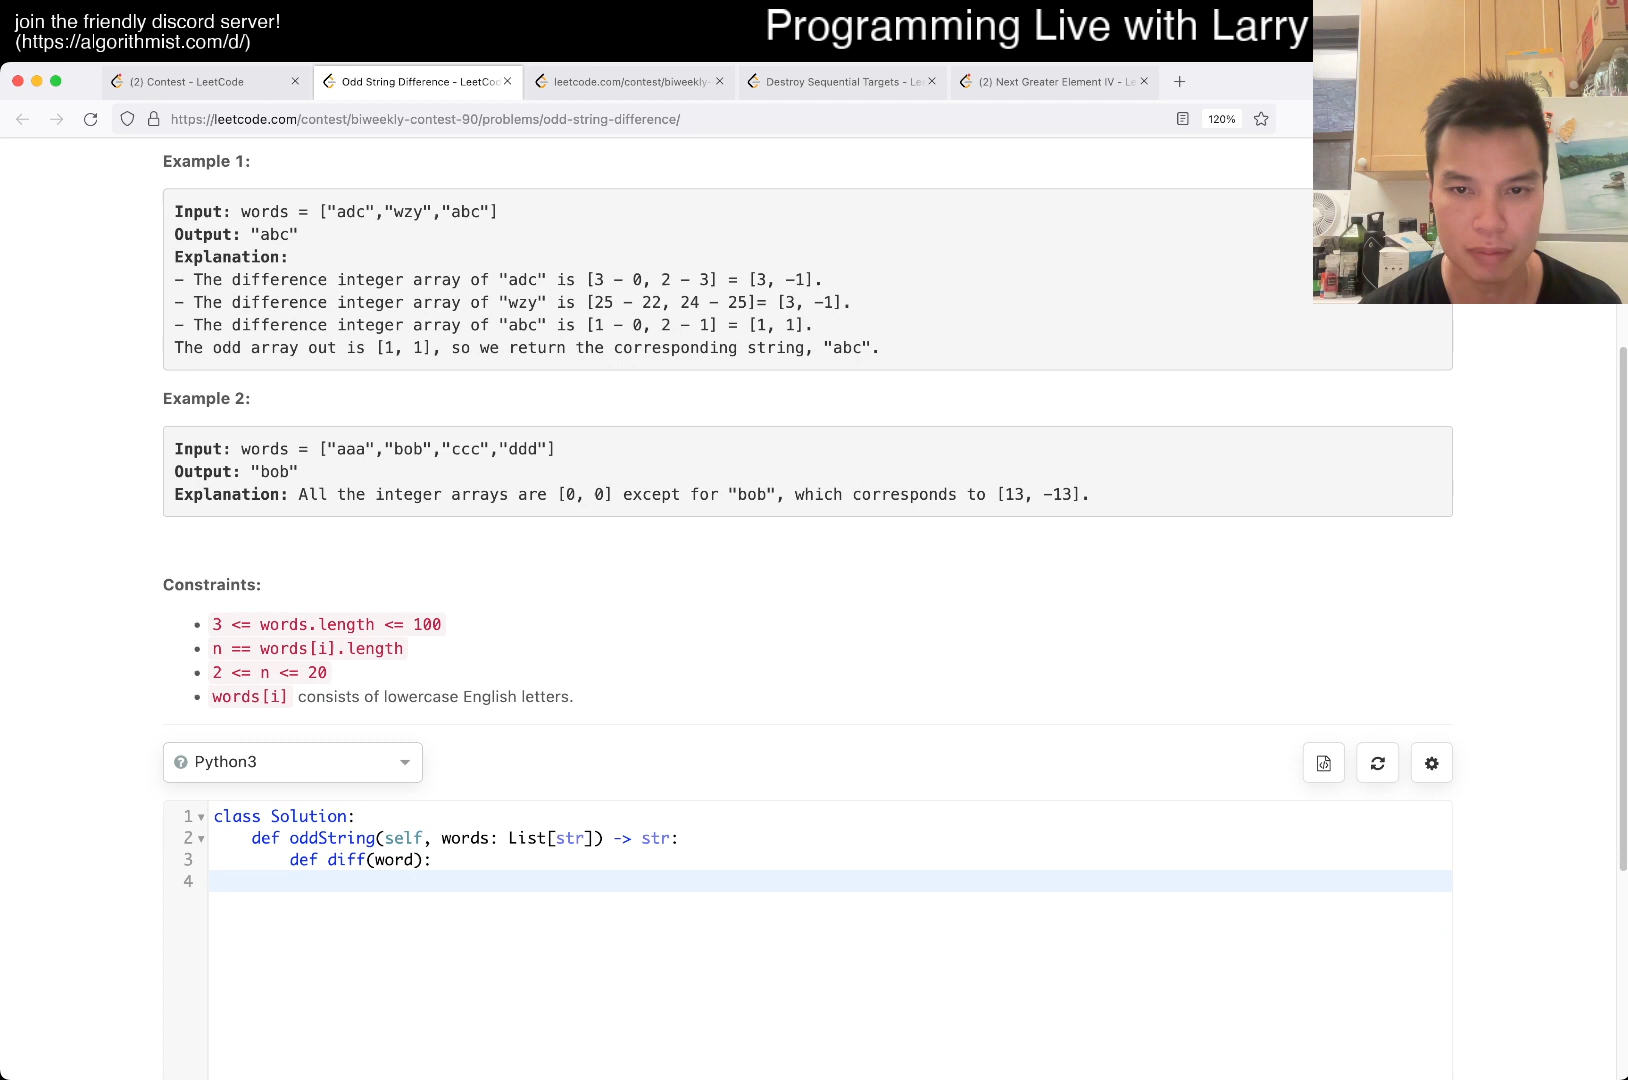 join the friendly discord server!
(https://algorithmist.com/d/)
Programming Live with Larry
(2) Contest - LeetCode
Odd String Difference - LeetCoo
leetcode.com/contest/biweekly-
Destroy Sequential Targets - Le
(2) Next Greater Element IV - Le
https://leetcode.com/contest/biweekly-contest-90/problems/odd-string-difference/
120%
Example 1:
Input: words = ["adc","wzy","abc"]
Output: "abc"
Explanation:
- The difference integer array of "adc" is [3 - 0, 2 - 3] = [3, -1].
- The difference integer array of "wzy" is [25 - 22, 24 - 25]= [3, -1].
- The difference integer array of "abc" is [1 - 0, 2 - 1] = [1, 1].
The odd array out is [1, 1], so we return the corresponding string, "abc".
Example 2:
Input: words = ["aaa","bob","ccc","ddd"]
Output: "bob"
Explanation: All the integer arrays are [0, 0] except for "bob", which corresponds to [13, -13].
Constraints:
• 3 <= words.length <= 100
• n == words[i].length
• 2 <= n <= 20
• words[i] consists of lowercase English letters.
Python3
1 class Solution:
2 def oddString(self, words: List[str]) -> str:
3 def diff(word):
4